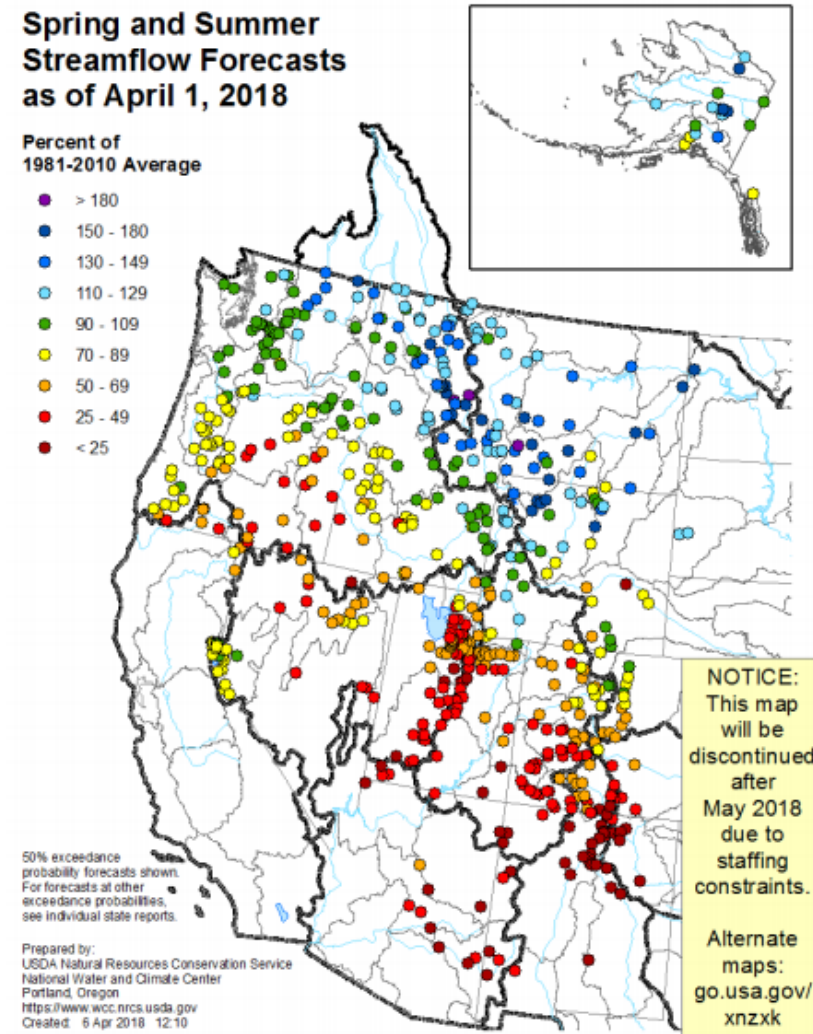 Spring and Summer
Streamflow Forecasts
as of April 1, 2018
Percent of
1981-2010 Average
> 180
150 - 180
130 - 149
110 - 129
90 - 109
70 - 89
50 - 69
25 - 49
< 25
NOTICE:
This map
will be
discontinued
after
May 2018
due to
staffing
constraints.
Alternate
maps:
go.usa.gov/
xnzxk
50% exceedance
probability forecasts shown.
For forecasts at other
exceedance probabilities,
see individual state reports.
Prepared by:
USDA Natural Resources Conservation Service
National Water and Climate Center
Portland, Oregon
https://www.wcc.nrcs.usda.gov
Created: 6 Apr 2018 12:10